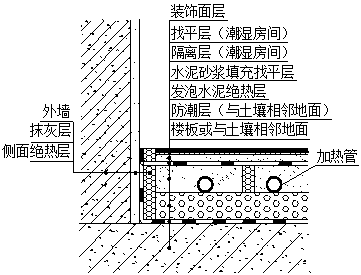 装饰面层
找平层（潮湿房间）
隔离层（潮湿房间）
水泥砂浆填充找平层
发泡水泥绝热层
防潮层（与土壤相邻地面）
楼板或与土壤相邻地面
外墙
抹灰层
侧面绝热层
加热管